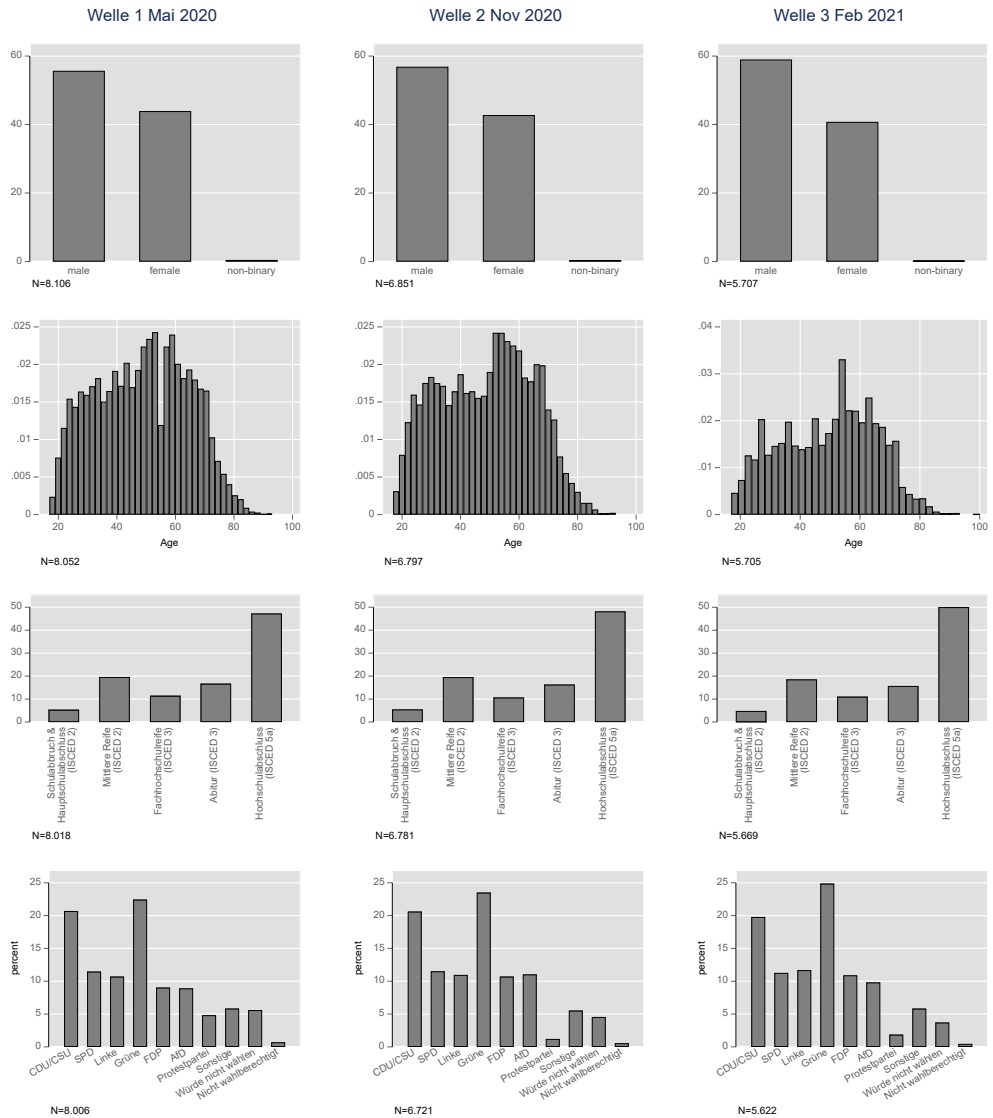 Welle 1 Mai 2020
Welle 2 Nov 2020
Welle 3 Feb 2021
60
40
20
0
male female non-binary
N=8.106
60
40
20
0
male female non-binary
N=6.851
60
40
20
0
male female non-binary
N=5.707
.025
.02
.015
.01
.005
0
20 40 60 80 100
Age
N=8.052
.025
.02
.015
.01
.005
0
20 40 60 80 100
Age
N=6.797
.04
.03
.02
.01
0
20 40 60 80 100
Age
N=5.705
50
40
30
20
10
0
Schulabbruch &
Hauptschulabschluss
(ISCED 2)
Mittlere Reife
(ISCED 2)
Fachhochschulreife
(ISCED 3)
Abitur (ISCED 3)
Hochschulabschluss
(ISCED 5a)
N=8.018
50
40
30
20
10
0
Schulabbruch &
Hauptschulabschluss
(ISCED 2)
Mittlere Reife
(ISCED 2)
Fachhochschulreife
(ISCED 3)
Abitur (ISCED 3)
Hochschulabschluss
(ISCED 5a)
N=6.781
50
40
30
20
10
0
Schulabbruch &
Hauptschulabschluss
(ISCED 2)
Mittlere Reife
(ISCED 2)
Fachhochschulreife
(ISCED 3)
Abitur (ISCED 3)
Hochschulabschluss
(ISCED 5a)
N=5.669
percent
25
20
15
10
5
0
CDU/CSU
SPD
Linke
Grüne
FDP
AfD
Protestpartei
Sonstige
Würde nicht wählen
Nicht wahlberechtigt
N=8.006
percent
25
20
15
10
5
0
CDU/CSU
SPD
Linke
Grüne
FDP
AfD
Protestpartei
Sonstige
Würde nicht wählen
Nicht wahlberechtigt
N=6.721
percent
25
20
15
10
5
0
CDU/CSU
SPD
Linke
Grüne
FDP
AfD
Protestpartei
Sonstige
Würde nicht wählen
Nicht wahlberechtigt
N=5.622